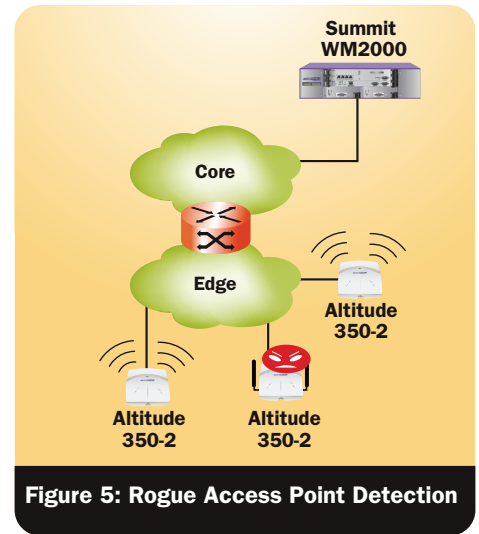 Summit
WM2000
Core
Edge
Altitude
350-2
Altitude
350-2
Altitude
350-2
Figure 5: Rogue Access Point Detection